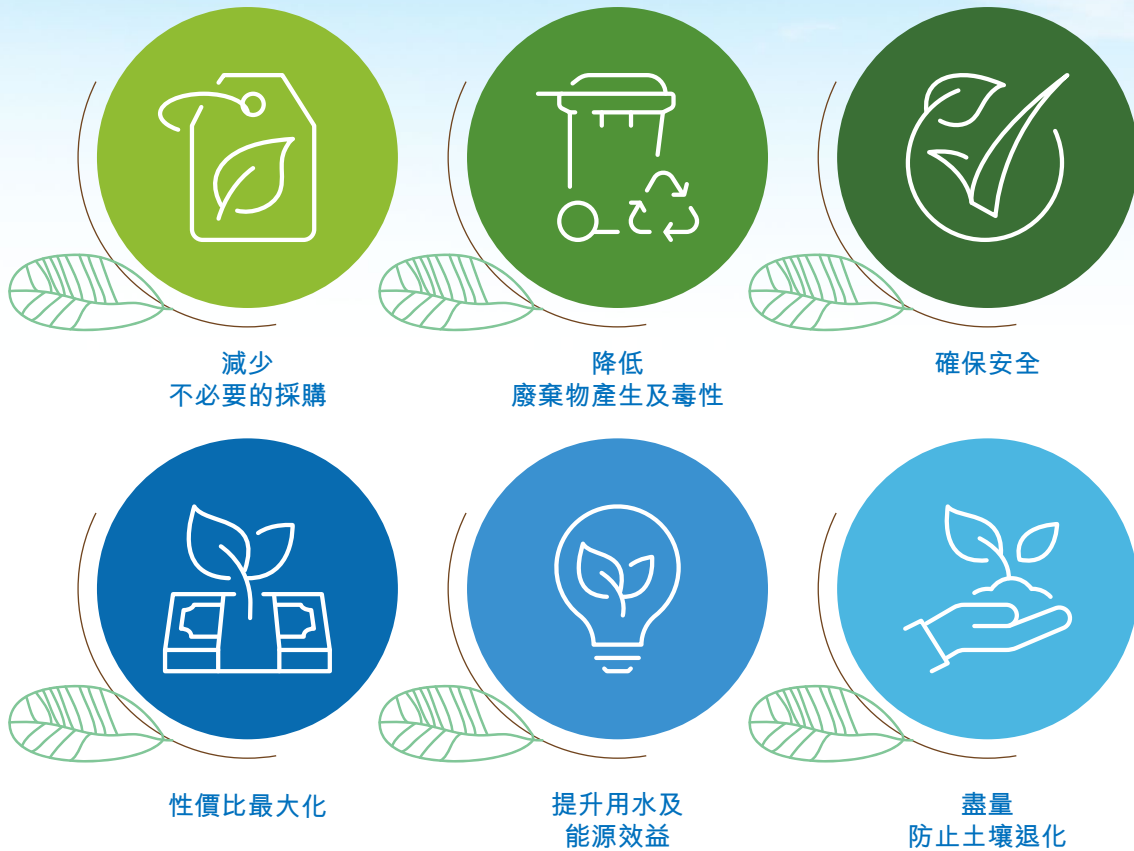 減少
不必要的採購
降低
廢棄物產生及毒性
確保安全
性價比最大化
提升用水及
能源效益
盡量
防止土壤退化